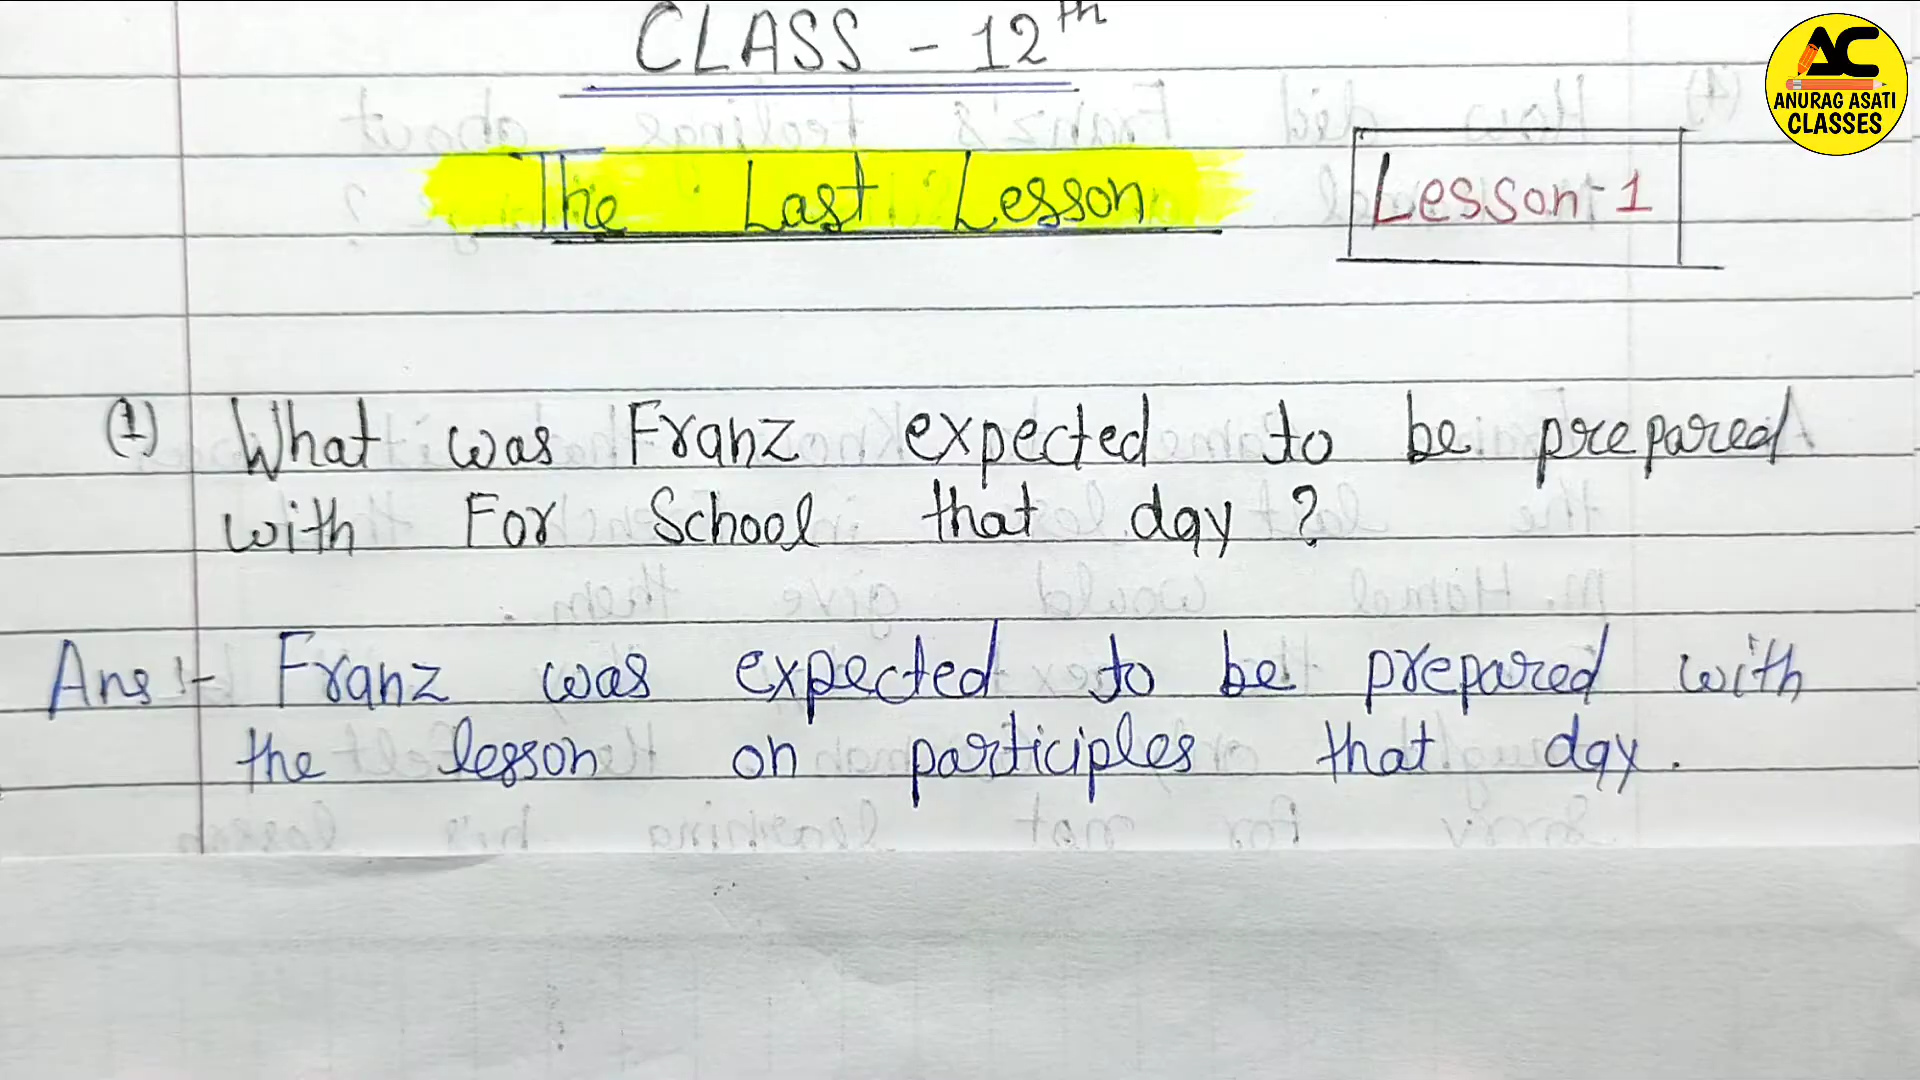 CLASS - 12th
AC
ANURAG ASATI
CLASSES
The Last Lesson
Lesson-1
(1) What was Franz expected to be prepared
with For School that day?
Ans :- Franz was expected to be prepared with
the lesson on participles that day.